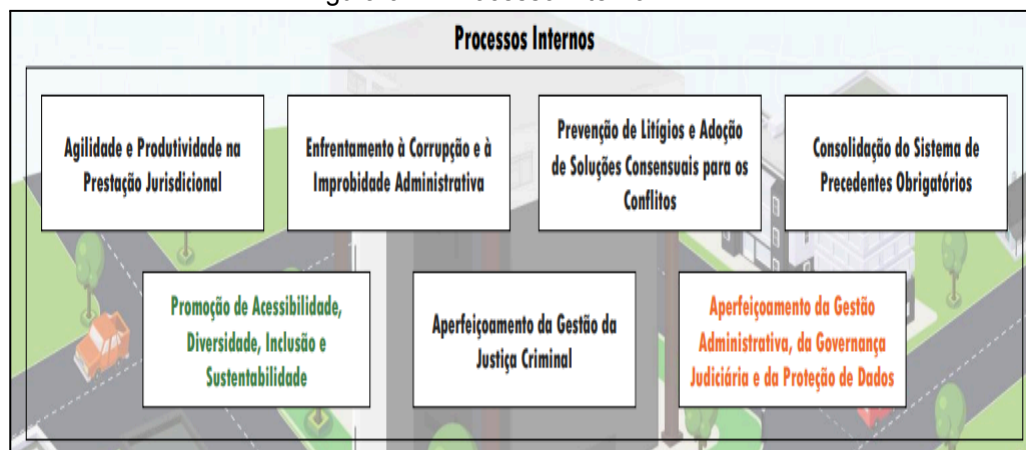 Processos Internos
Agilidade e Produtividade na
Prestação Jurisdicional
Enfrentamento à Corrupção e à
Improbidade Administrativa
Prevenção de Litígios e Adoção
de Soluções Consensuais para os
Conflitos
Consolidação do Sistema de
Precedentes Obrigatórios
Promoção de Acessibilidade,
Diversidade, Inclusão e
Sustentabilidade
Aperfeiçoamento da Gestão da
Justiça Criminal
Aperfeiçoamento da Gestão
Administrativa, da Governança
Judiciária e da Proteção de Dados